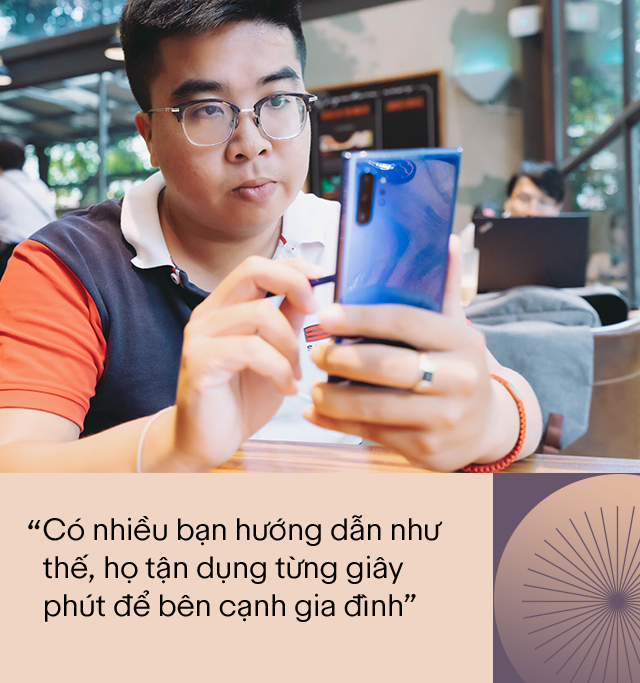 “Có nhiều bạn hướng dẫn như
thế, họ tận dụng từng giây
phút để bên cạnh gia đình”